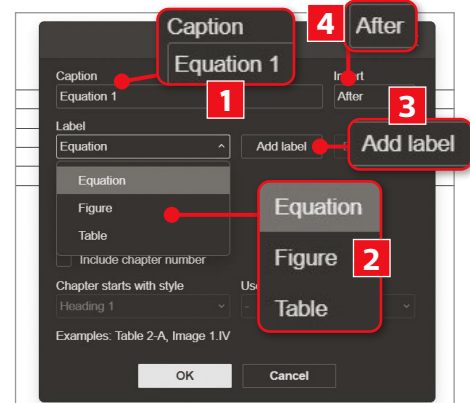 Caption
Equation 1
1
4 After
Caption
Equation 1
After
3
Label
Equation
Add label
Add label
Equation
Figure
Table
Equation
Figure 2
Table
Include chapter number
Chapter starts with style
Heading 1
Examples: Table 2-A, Image 1.IV
OK
Cancel